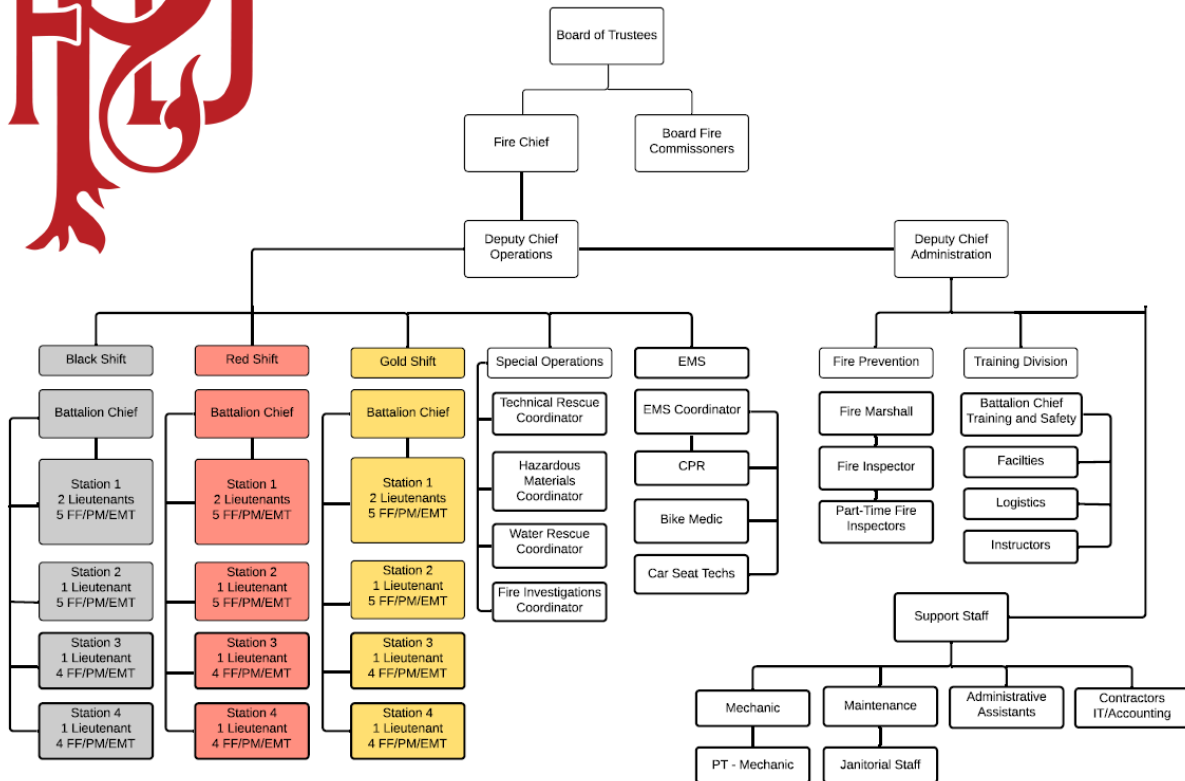 Board of Trustees
Fire Chief
Board Fire
Commissoners
Deputy Chief
Operations
Deputy Chief
Administration
Black Shift
Red Shift
Gold Shift
Special Operations
EMS
Fire Prevention
Training Division
Battalion Chief
Station 1
2 Lieutenants
5 FF/PM/EMT
Station 2
1 Lieutenant
5 FF/PM/EMT
Station 3
1 Lieutenant
4 FF/PM/EMT
Station 4
1 Lieutenant
4 FF/PM/EMT
Battalion Chief
Station 1
2 Lieutenants
5 FF/PM/EMT
Station 2
1 Lieutenant
5 FF/PM/EMT
Station 3
1 Lieutenant
4 FF/PM/EMT
Station 4
1 Lieutenant
4 FF/PM/EMT
Battalion Chief
Station 1
2 Lieutenants
5 FF/PM/EMT
Station 2
1 Lieutenant
5 FF/PM/EMT
Station 3
1 Lieutenant
4 FF/PM/EMT
Station 4
1 Lieutenant
4 FF/PM/EMT
Technical Rescue
Coordinator
Hazardous
Materials
Coordinator
Water Rescue
Coordinator
Fire Investigations
Coordinator
EMS Coordinator
CPR
Bike Medic
Car Seat Techs
Fire Marshall
Fire Inspector
Part-Time Fire
Inspectors
Battalion Chief
Training and Safety
Facilties
Logistics
Instructors
Support Staff
Mechanic
Maintenance
Administrative
Assistants
Contractors
IT/Accounting
PT - Mechanic
Janitorial Staff